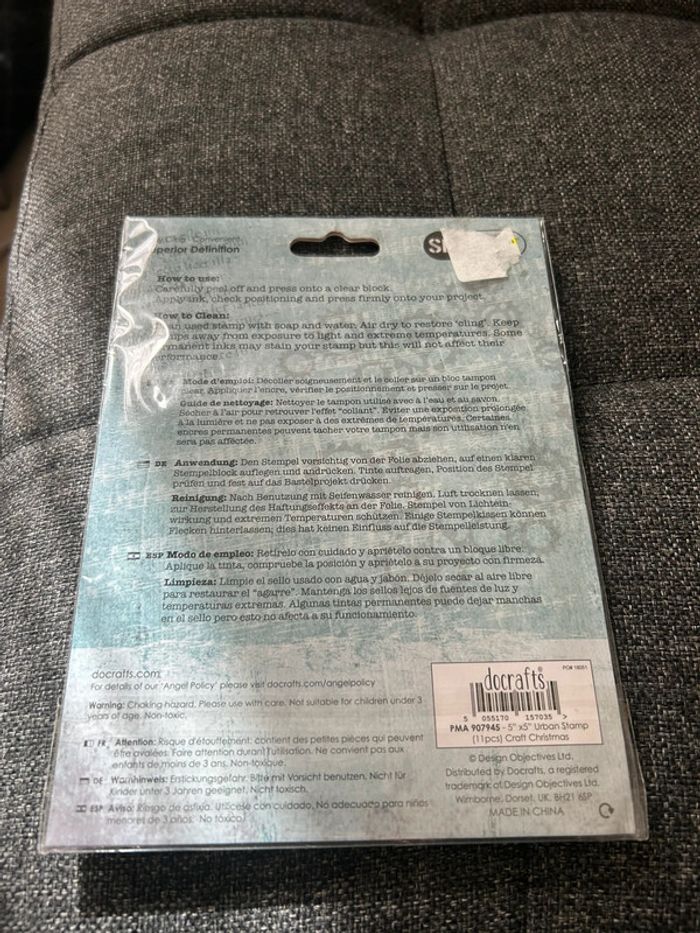 Convenient
perior Definition
How to use:
Carefully peel off and press onto a clear block.
Apply ink, check positioning and press firmly onto your project.
How to Clean:
an used stamp with soap and water. Air dry to restore 'cling'. Keep
away from exposure to light and extreme temperatures. Some
manent inks may stain your stamp but this will not affect their
rformance.
Mode d'emploi: Décoller soigneusement et le coller sur un bloc tampon
clear. Appliquer l'encre, vérifier le positionnement et presser sur le projet.
Guide de nettoyage: Nettoyer le tampon utilisé avec à l'eau et au savon.
Sécher à l'air pour retrouver l'effet "collant". Eviter une exposition prolongée
à la lumière et ne pas exposer à des extrêmes de températures. Certaines
encres permanentes peuvent tacher votre tampon mais son utilisation n'en
sera pas affectée.
DE Anwendung: Den Stempel vorsichtig von der Folie abziehen, auf einen klaren
Stempelblock auflegen und andrücken. Tinte auftragen, Position des Stempel
prüfen und fest auf das Bastelprojekt drücken.
Reinigung: Nach Benutzung mit Seifenwasser reinigen. Luft trocknen lassen;
zur Herstellung des Haftungseffekts an der Folie. Stempel von Lichtein-
wirkung und extremen Temperaturen schützen. Einige Stempelkissen können
Flecken hinterlassen; dies hat keinen Einfluss auf die Stempelleistung.
ESP Modo de empleo: Retírelo con cuidado y apriételo contra un bloque libre.
Aplique la tinta, compruebe la posición y apriételo a su proyecto con firmeza.
Limpieza: Limpie el sello usado con agua y jabón. Déjelo secar al aire libre
para restaurar el "agarre". Mantenga los sellos lejos de fuentes de luz y
temperaturas extremas. Algunas tintas permanentes puede dejar manchas
en el sello pero esto no afecta a su funcionamiento.
docrafts.com
For details of our 'Angel Policy' please visit docrafts.com/angelpolicy
Warning: Choking hazard. Please use with care. Not suitable for children under 3
years of age. Non-toxic.
FR Attention: Risque d'étouffement: contient des petites pièces qui peuvent
être avalées. Faire attention durant l'utilisation. Ne convient pas aux
enfants de moins de 3 ans. Non-toxique.
DE Warnhinweis: Erstickungsgefahr. Bitte mit Vorsicht benutzen. Nicht für
Kinder unter 3 Jahren geeignet. Nicht toxisch.
ESP Aviso: Riesgo de asfixia. Utilícese con cuidado. No adecuado para niños
menores de 3 años. No tóxico.
PO# 18051
docrafts
5 055170 157035 >
PMA 907945 - 5" x5" Urban Stamp
(11pcs) Craft Christmas
© Design Objectives Ltd.
Distributed by Docrafts, a registered
trademark of Design Objectives Ltd.
Wimborne, Dorset, UK, BH21 6SP
MADE IN CHINA